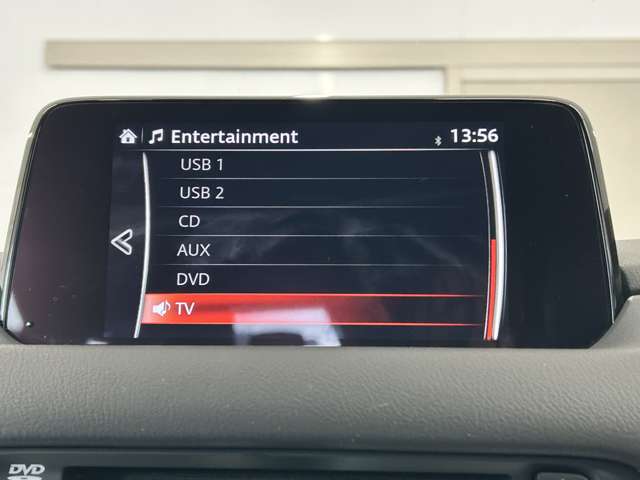 Entertainment 13:56
USB 1
USB 2
CD
AUX
DVD
TV
DVD